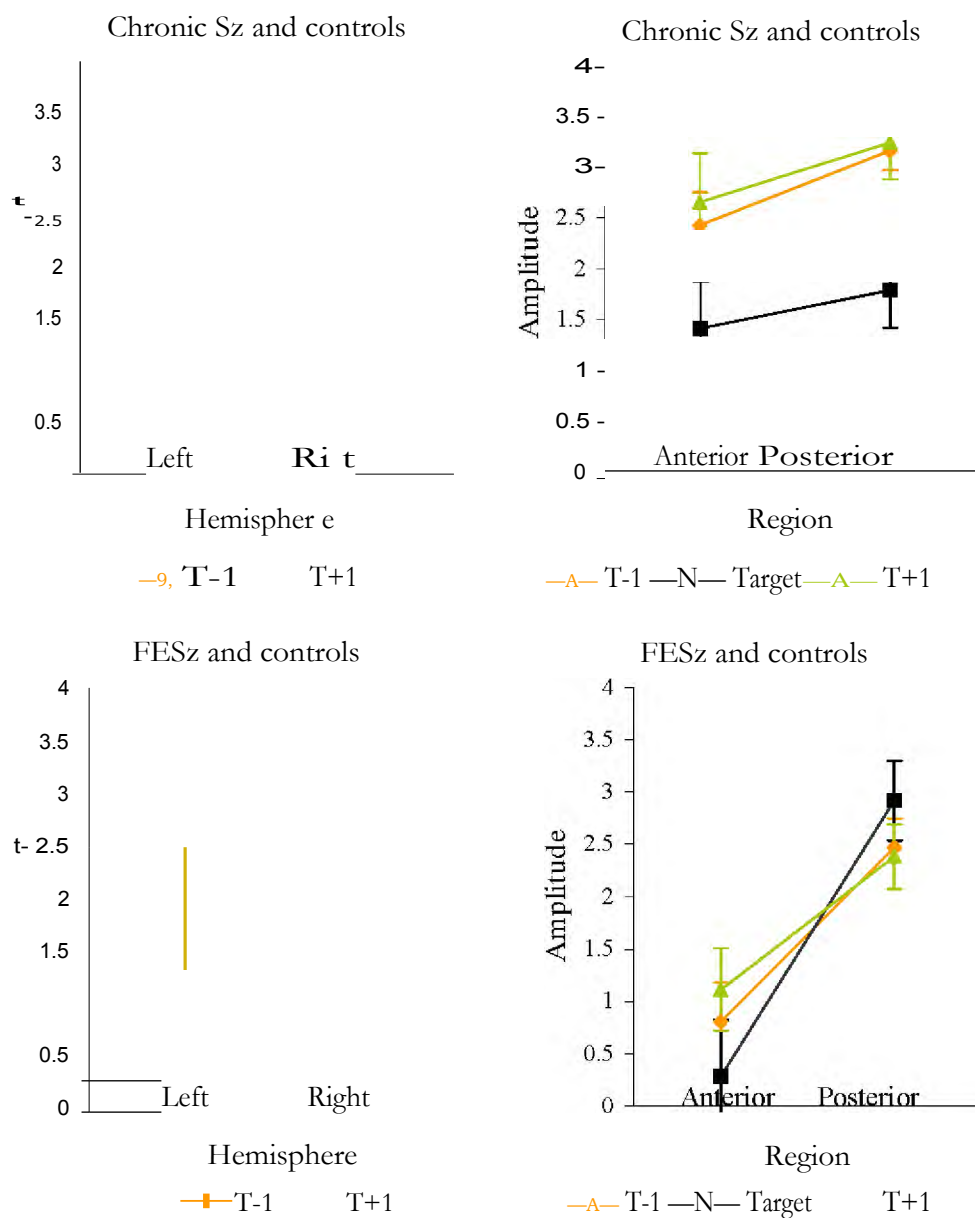 Chronic Sz and controls
3.5
3
t
-2.5
2
1.5
0.5
Left Ri t
Hemispher e
—9, T-1 T+1
Chronic Sz and controls
4-
3.5-
3-
2.5
2
1.5
1 -
0.5 -
0
Amplitude
Anterior Posterior
Region
—A— T-1 —N— Target —A— T+1
FESz and controls
4
3.5
3
t- 2.5
2
1.5
0.5
0
Left Right
Hemisphere
T-1 T+1
FESz and controls
4
3.5
3
2.5
2
1.5
1
0.5
0
Amplitude
Anterior Posterior
Region
—A— T-1 —N— Target T+1